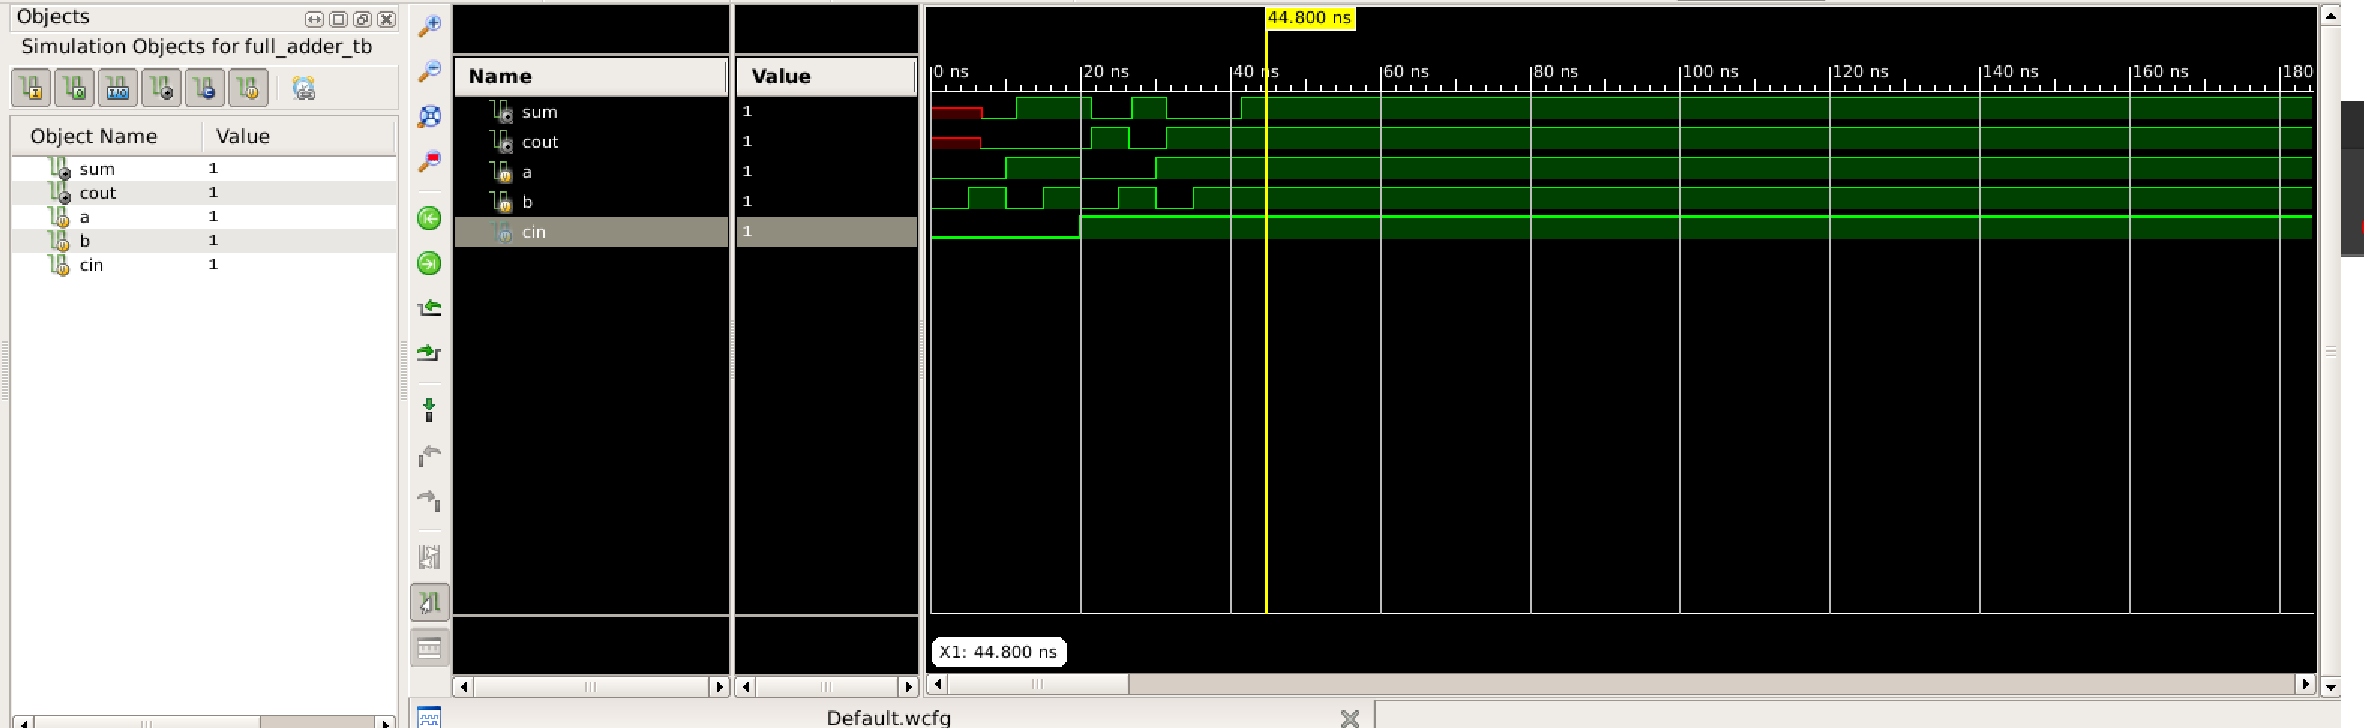 Objects
Simulation Objects for full_adder_tb
Object Name Value
sum 1
cout 1
a 1
b 1
cin 1
Name Value
sum 1
cout 1
a 1
b 1
cin 1
44.800 ns
0 ns 20 ns 40 ns 60 ns 80 ns 100 ns 120 ns 140 ns 160 ns 180
X1: 44.800 ns
Default.wcfg